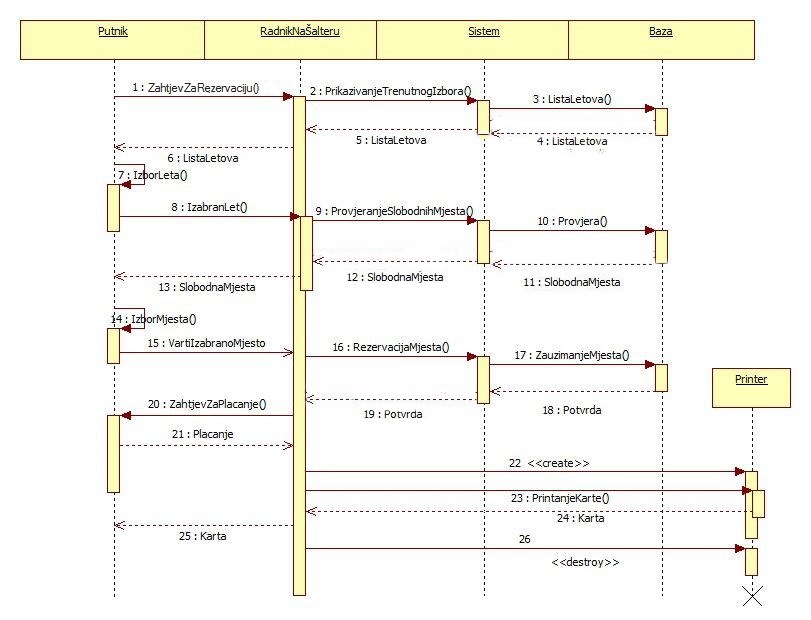 Putnik
RadnikNaŠalteru
Sistem
Baza
1 : ZahtjevZaRezervaciju()
2 : PrikazivanjeTrenutnogIzbora()
3 : ListaLetova()
4 : ListaLetova
5 : ListaLetova
6 : ListaLetova
7 : IzborLeta()
8 : IzabranLet()
9 : ProvjeranjeSlobodnihMjesta()
10 : Provjera()
11 : SlobodnaMjesta
12 : SlobodnaMjesta
13 : SlobodnaMjesta
14 : IzborMjesta()
15 : VartiIzabranoMjesto
16 : RezervacijaMjesta()
17 : ZauzimanjeMjesta()
Printer
18 : Potvrda
19 : Potvrda
20 : ZahtjevZaPlacanje()
21 : Placanje
22 <<create>>
23 : PrintanjeKarte()
24 : Karta
25 : Karta
26
<<destroy>>